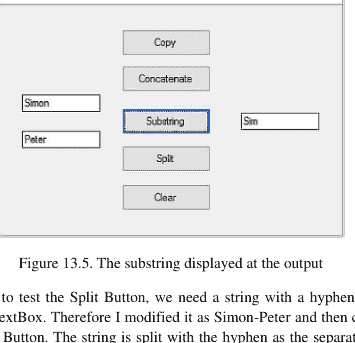 Copy
Concatenate
Simon
Substring
Sim
Peter
Split
Clear
Figure 13.5. The substring displayed at the output
to test the Split Button, we need a string with a hyphen
extBox. Therefore I modified it as Simon-Peter and then
Button. The string is split with the hyphen as the separat